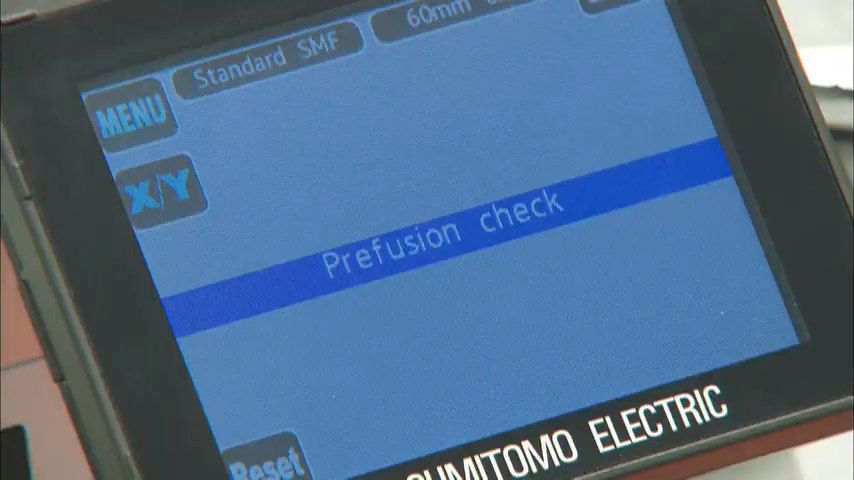 Standard SMF
60mm
MENU
X/Y
Prefusion check
Reset
SUMITOMO ELECTRIC